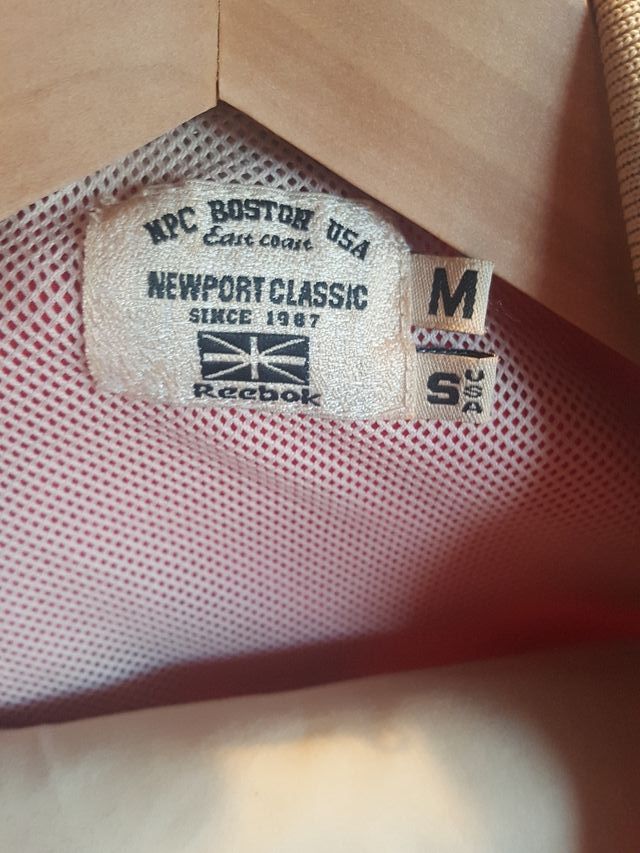 NPC BOSTON USA
East coast
NEWPORT CLASSIC
SINCE 1987
Reebok
M
S USA